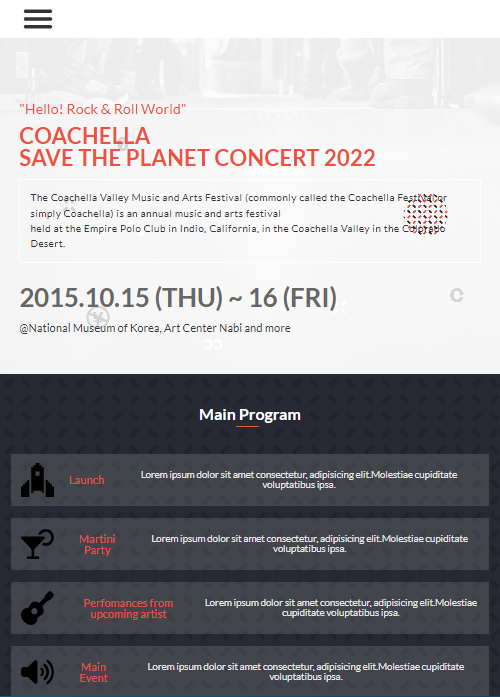 "Hello! Rock & Roll World"
COACHELLA
SAVE THE PLANET CONCERT 2022
The Coachella Valley Music and Arts Festival (commonly called the Coachella Festival or
simply Coachella) is an annual music and arts festival
held at the Empire Polo Club in Indio, California, in the Coachella Valley in the Colorado
Desert.
2015.10.15 (THU) ~ 16 (FRI)
@National Museum of Korea, Art Center Nabi and more
Main Program
Launch
Lorem ipsum dolor sit amet consectetur, adipisicing elit.Molestiae cupiditate
voluptatibus ipsa.
Martini
Party
Lorem ipsum dolor sit amet consectetur, adipisicing elit.Molestiae cupiditate
voluptatibus ipsa.
Perfomances from
upcoming artist
Lorem ipsum dolor sit amet consectetur, adipisicing elit.Molestiae cupiditate
voluptatibus ipsa.
Main
Event
Lorem ipsum dolor sit amet consectetur, adipisicing elit.Molestiae cupiditate
voluptatibus ipsa.